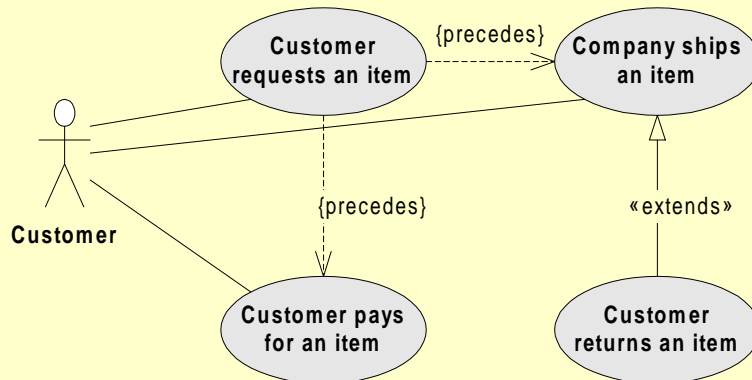 Customer
requests an item
{precedes}
Company ships
an item
{precedes}
«extends»
Customer
Customer pays
for an item
Customer
returns an item